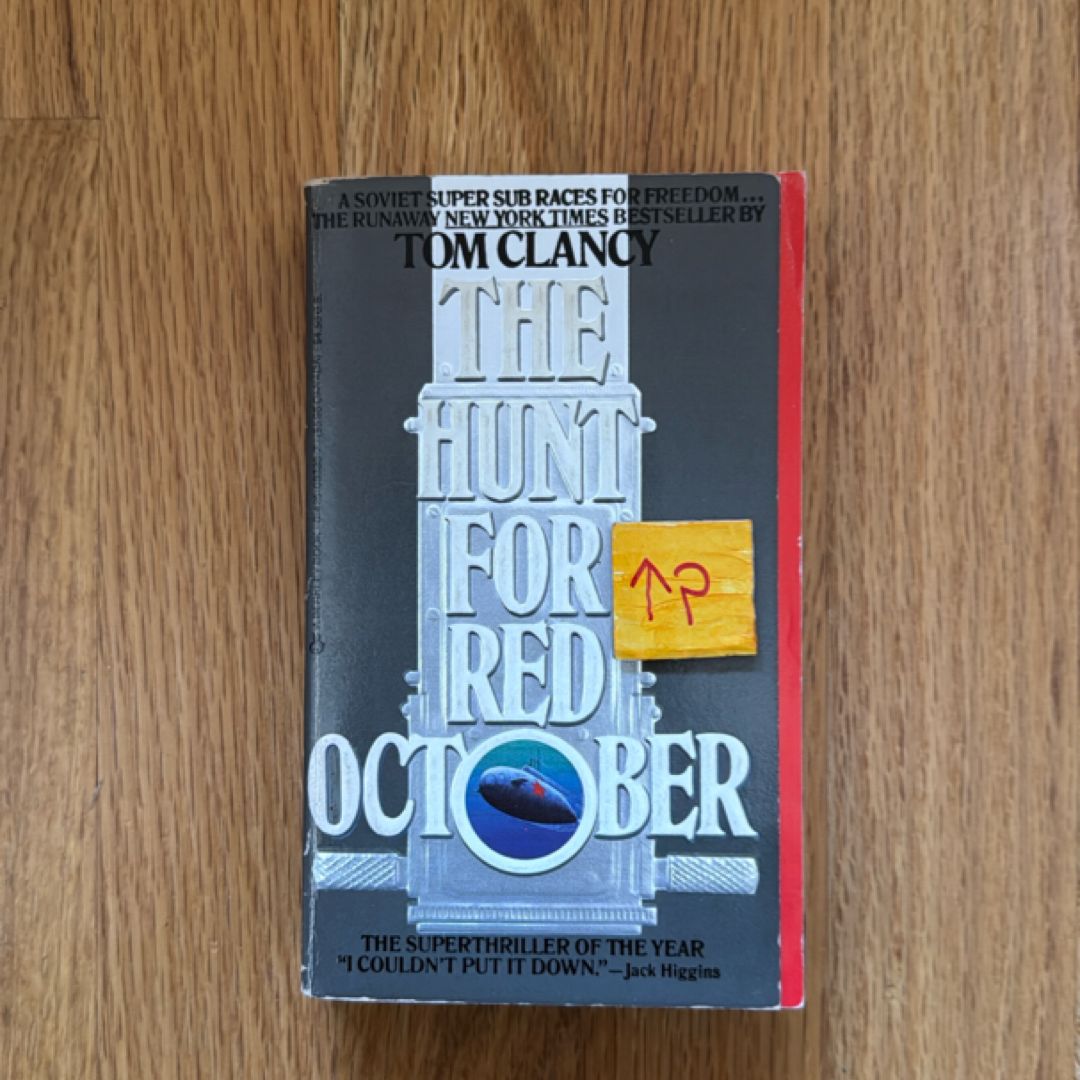 A SOVIET SUPER SUB RACES FOR FREEDOM...
THE RUNAWAY NEW YORK TIMES BESTSELLER BY
TOM CLANCY
THE
HUNT
FOR
RED
OCTOBER
THE SUPERTHRILLER OF THE YEAR
"I COULDN'T PUT IT DOWN."—Jack Higgins